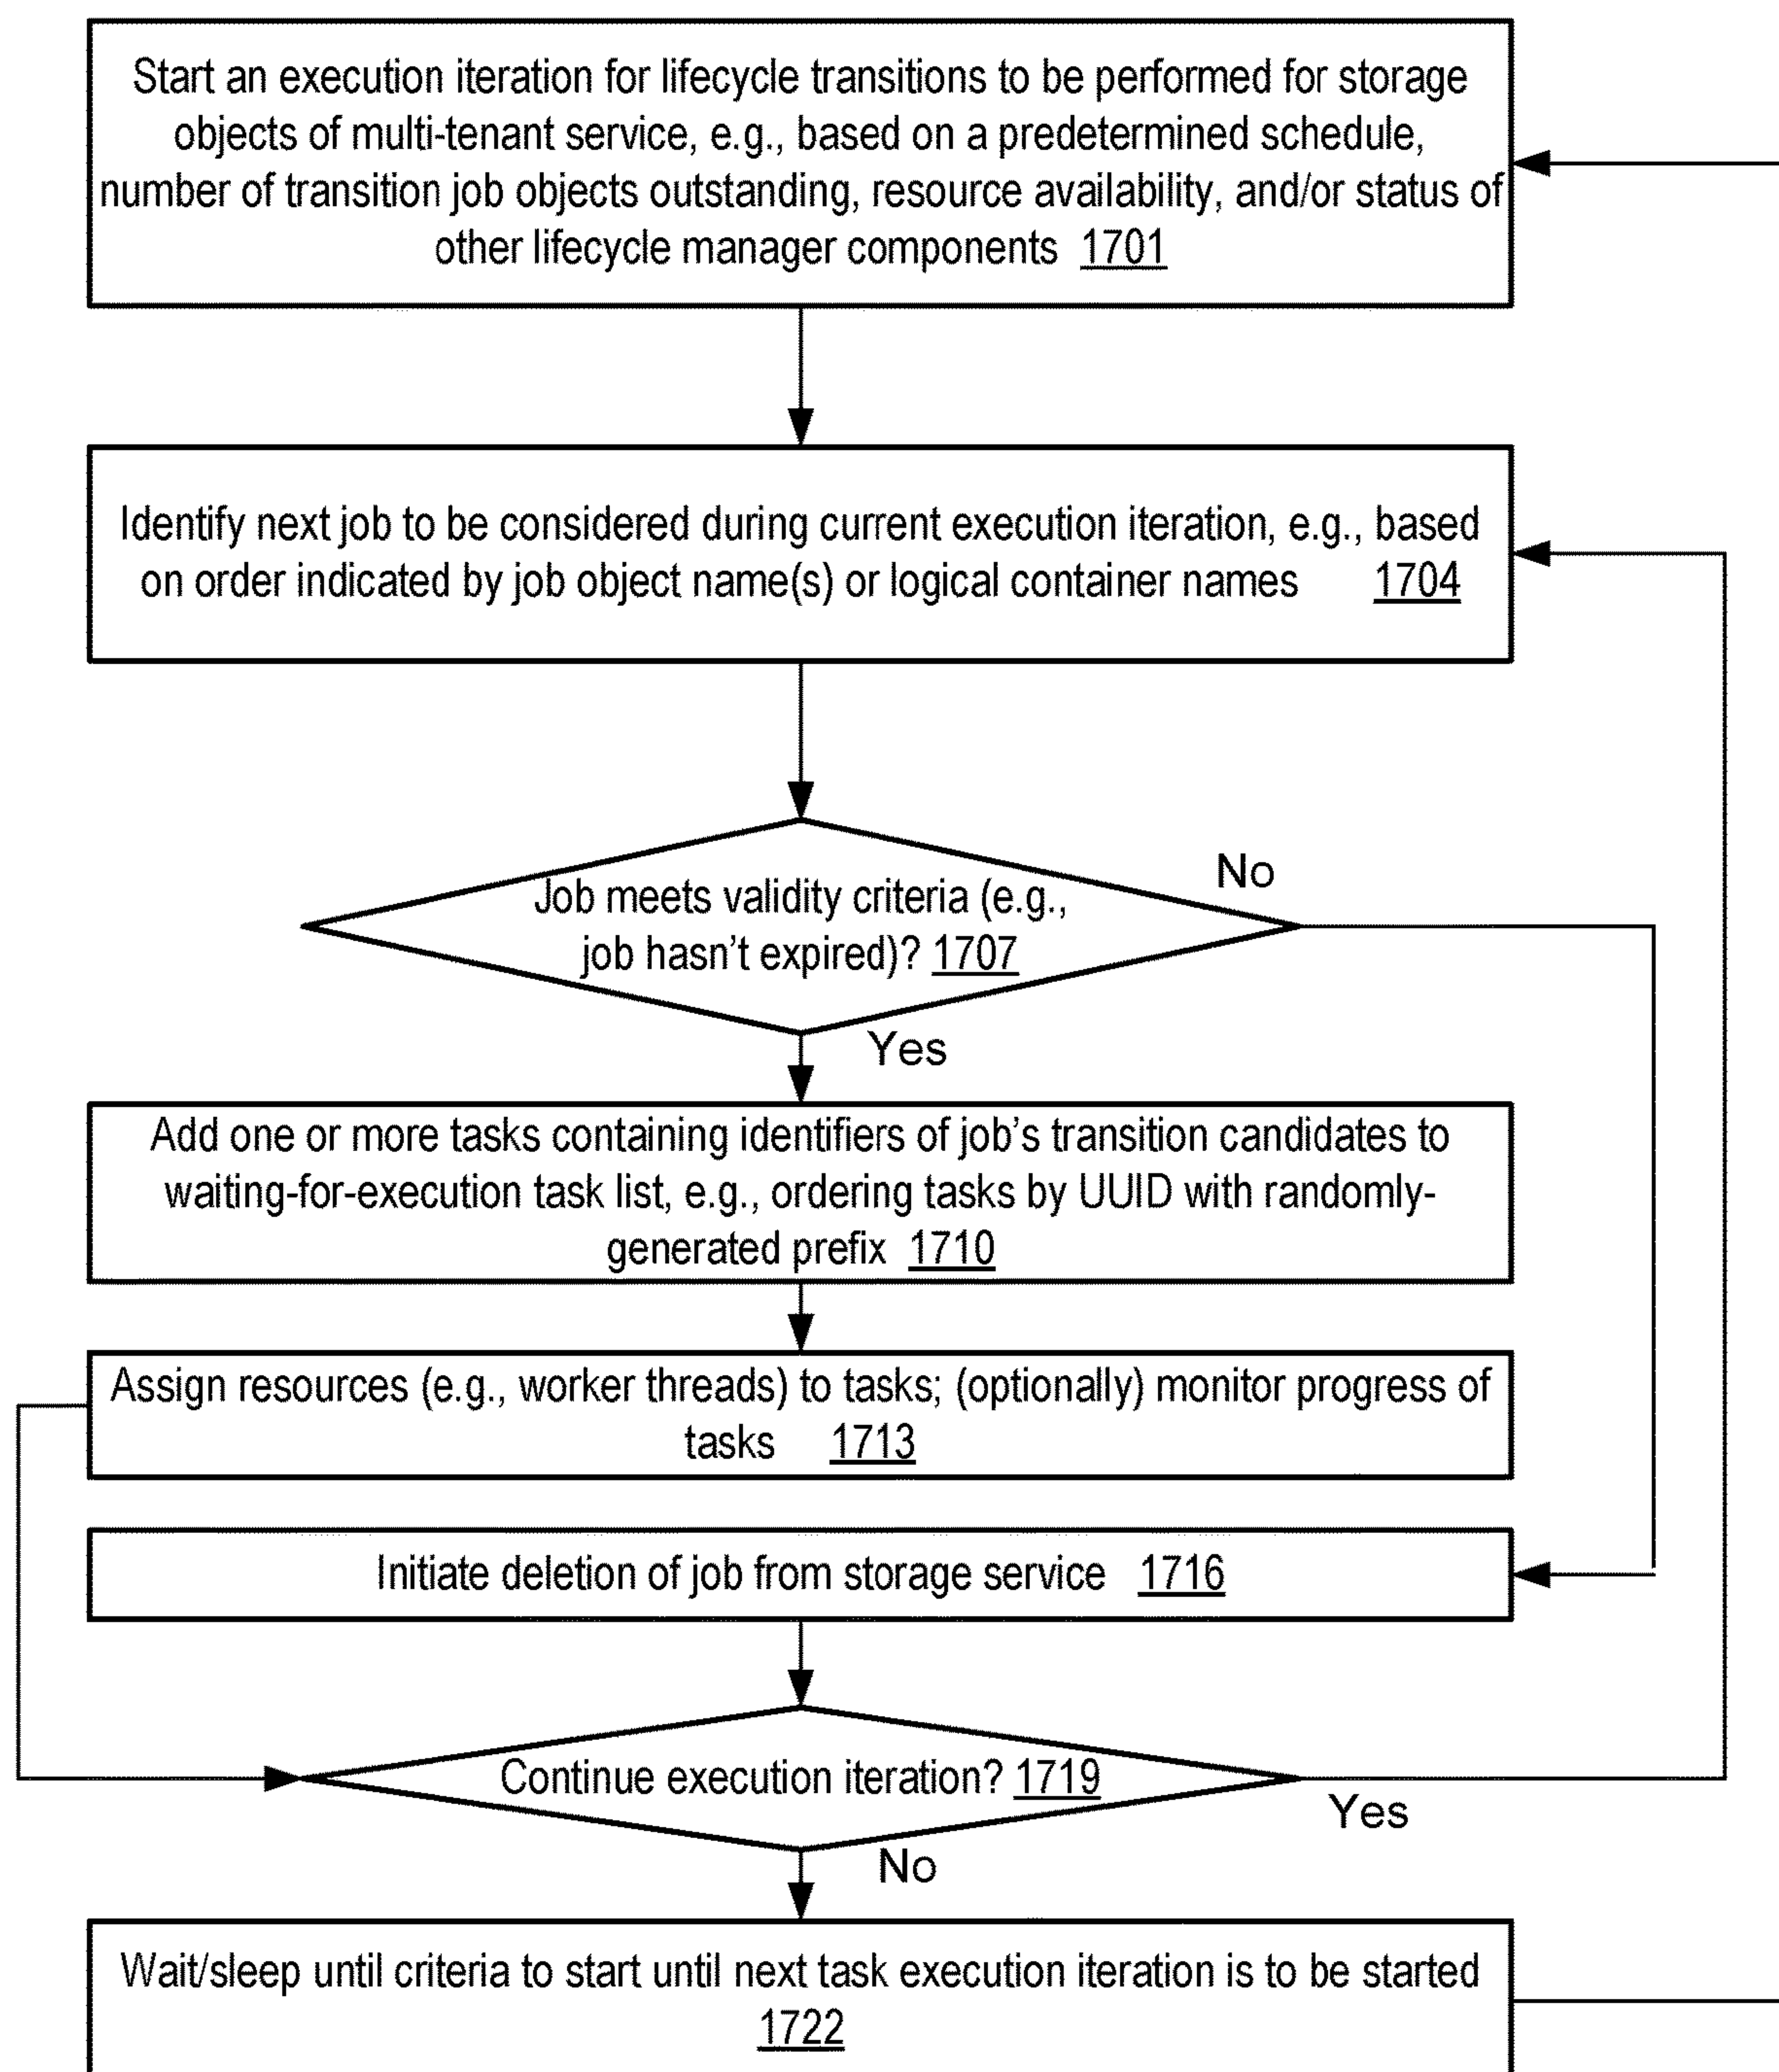 Start an execution iteration for lifecycle transitions to be performed for storage
objects of multi-tenant service, e.g., based on a predetermined schedule,
number of transition job objects outstanding, resource availability, and/or status of
other lifecycle manager components 1701
Identify next job to be considered during current execution iteration, e.g., based
on order indicated by job object name(s) or logical container names 1704
No
Job meets validity criteria (e.g.,
job hasn't expired)? 1707
Yes
Add one or more tasks containing identifiers of job's transition candidates to
waiting-for-execution task list, e.g., ordering tasks by UUID with randomly-
generated prefix 1710
Assign resources (e.g., worker threads) to tasks; (optionally) monitor progress of
tasks 1713
Initiate deletion of job from storage service 1716
Continue execution iteration? 1719
Yes
No
Wait/sleep until criteria to start until next task execution iteration is to be started
1722